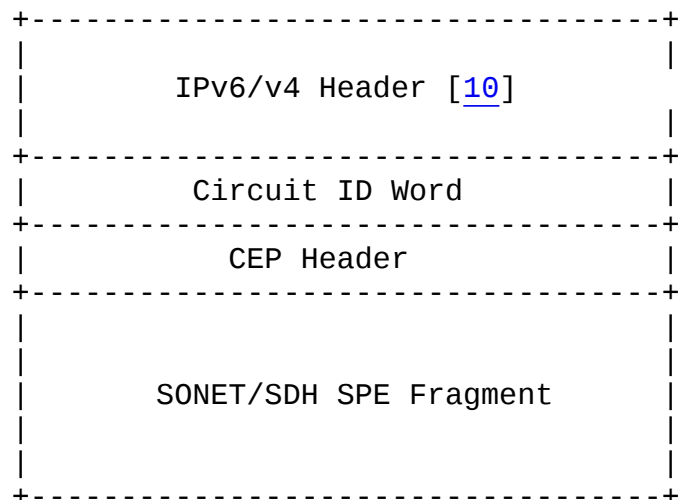 +-----------------------------------+
|                                   |
|        IPv6/v4 Header [10]        |
|                                   |
+-----------------------------------+
|         Circuit ID Word           |
+-----------------------------------+
|           CEP Header              |
+-----------------------------------+
|                                   |
|                                   |
|       SONET/SDH SPE Fragment      |
|                                   |
|                                   |
+-----------------------------------+